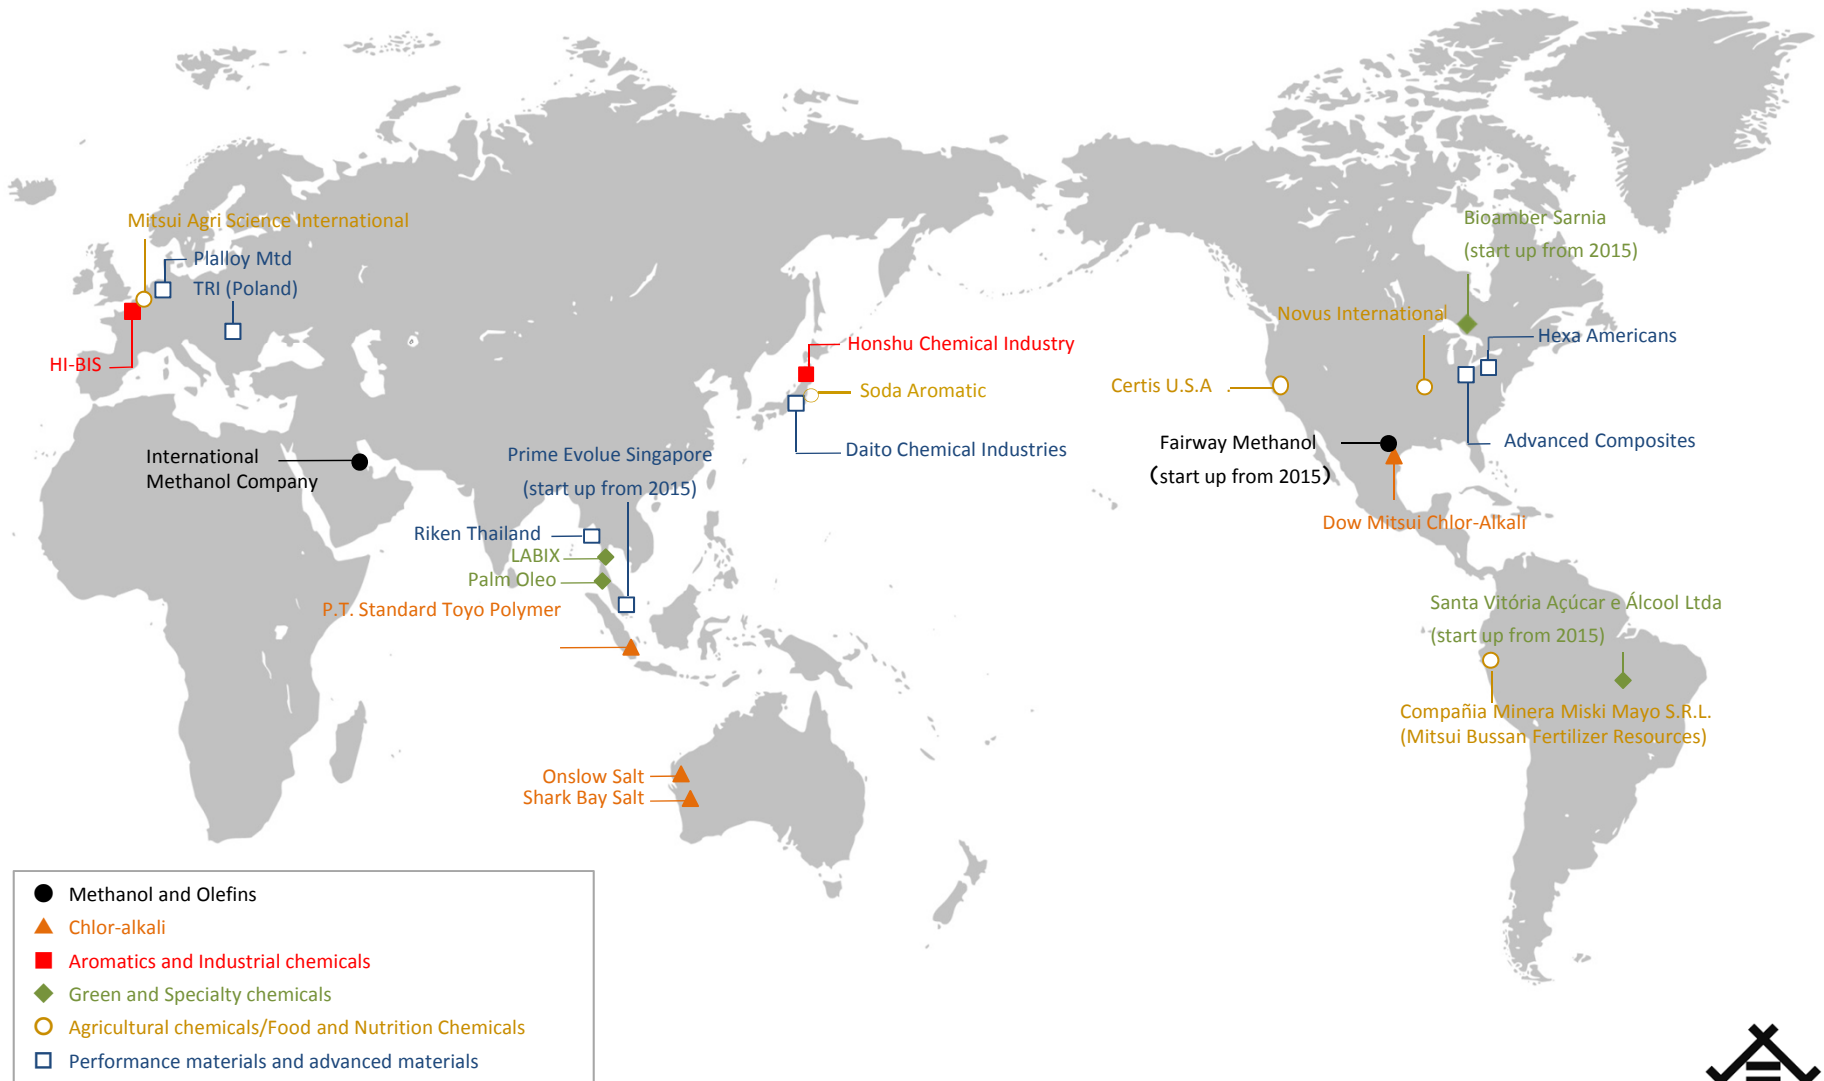 Mitsui Agri Science International
Plalloy Mtd
TRI (Poland)
HI-BIS
International
Methanol Company
Prime Evolue Singapore
(start up from 2015)
Riken Thailand
LABIX
Palm Oleo
P.T. Standard Toyo Polymer
Honshu Chemical Industry
Soda Aromatic
Daito Chemical Industries
Onslow Salt
Shark Bay Salt
Bioamber Sarnia
(start up from 2015)
Novus International
Hexa Americans
Certis U.S.A .
Fairway Methanol
(start up from 2015)
Advanced Composites
Dow Mitsui Chlor-Alkali
Santa Vitória Açúcar e Álcool Ltda
(start up from 2015)
Compañia Minera Miski Mayo S.R.L.
(Mitsui Bussan Fertilizer Resources)
Methanol and Olefins
Chlor-alkali
Aromatics and Industrial chemicals
Green and Specialty chemicals
Agricultural chemicals/Food and Nutrition Chemicals
Performance materials and advanced materials